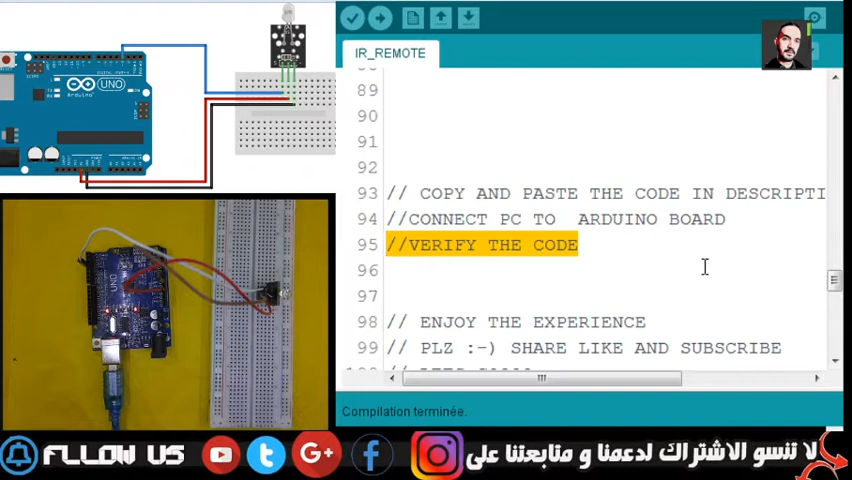 IR_REMOTE
ARDUINO
UNO
UNO
89
90
91
92
93 // COPY AND PASTE THE CODE IN DESCRIPTI
94 //CONNECT PC TO  ARDUINO BOARD
95 //VERIFY THE CODE
96
97
98 // ENJOY THE EXPERIENCE
99 // PLZ :-) SHARE LIKE AND SUBSCRIBE
Compilation terminée.
FLLOW US
لا تنسو الاشتراك لدعمنا و متابعتنا على